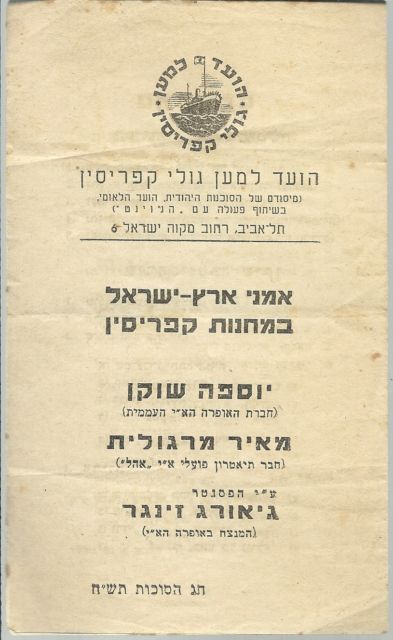 הועד למען
גולי קפריסין
הועד למען גולי קפריסין
(מיסודם של הסוכנות היהודית, הועד הלאומי,
בשיתוף פעולה עם „הג׳וינט״)
תל־אביב, רחוב מקוה ישראל 6
אמני ארץ־ישראל
במחנות קפריסין
יוספה שוקן
(חברת האופרה הא״י העממית)
מאיר מרגולית
(חבר תיאטרון פועלי א״י „אהל״)
ע״י הפסנתר
גיאורג זינגר
(המנצח באופרה הא״י)
חג הסוכות תש״ח